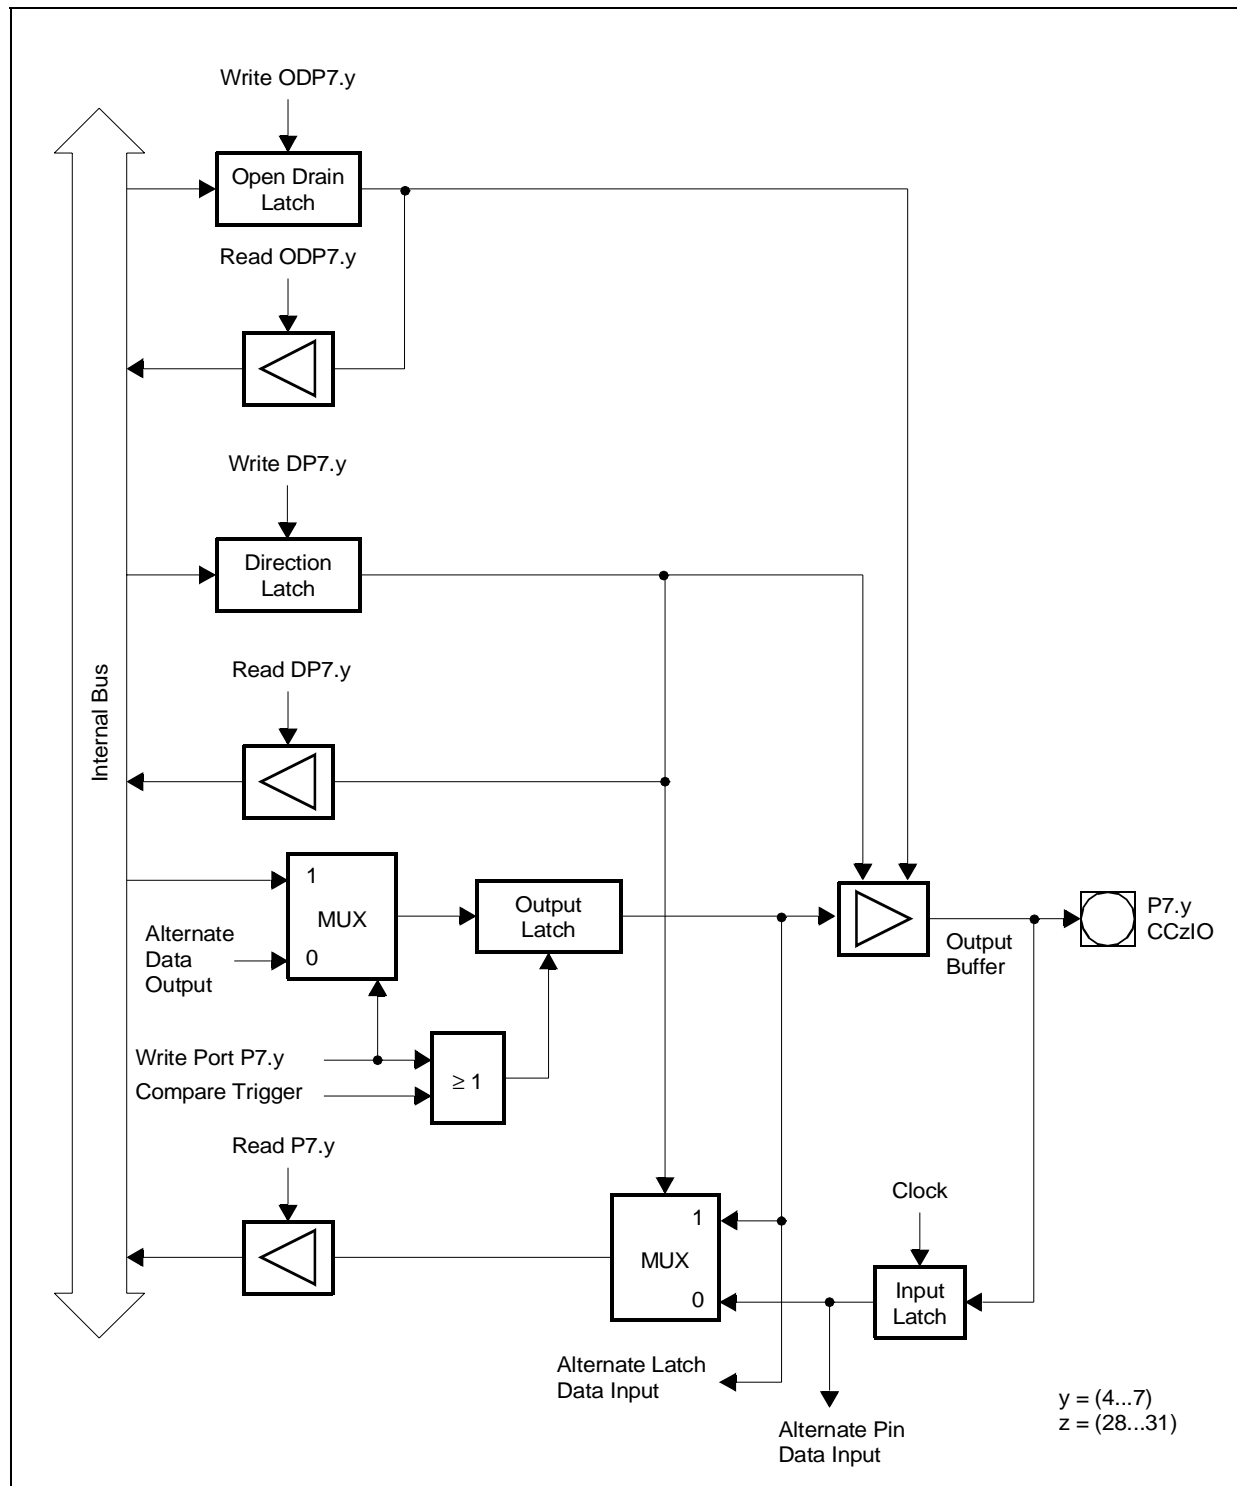 Write ODP7.y
Open Drain
Latch
Read ODP7.y
Write DP7.y
Direction
Latch
Internal Bus
Read DP7.y
1
MUX
0
Alternate
Data
Output
Output
Latch
Output
Buffer
P7.y
CCzIO
Write Port P7.y
Compare Trigger
≥ 1
Read P7.y
1
MUX
0
Clock
Input
Latch
Alternate Latch
Data Input
Alternate Pin
Data Input
y = (4...7)
z = (28...31)